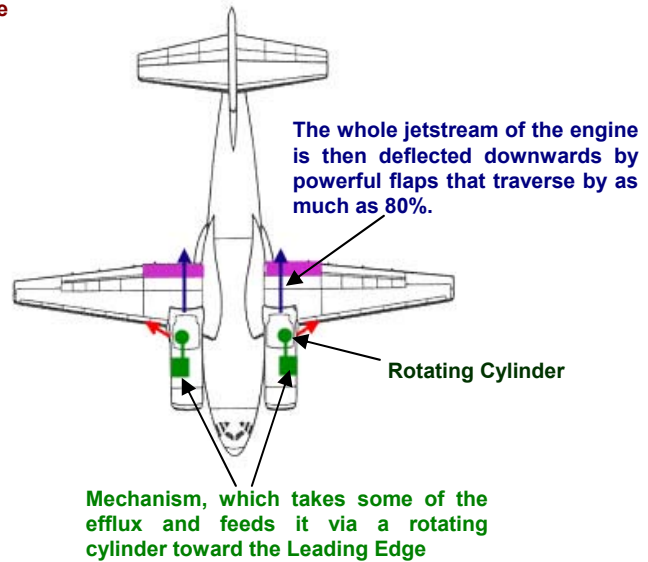 e
The whole jetstream of the engine
is then deflected downwards by
powerful flaps that traverse by as
much as 80%.
Rotating Cylinder
Mechanism, which takes some of the
efflux and feeds it via a rotating
cylinder toward the Leading Edge